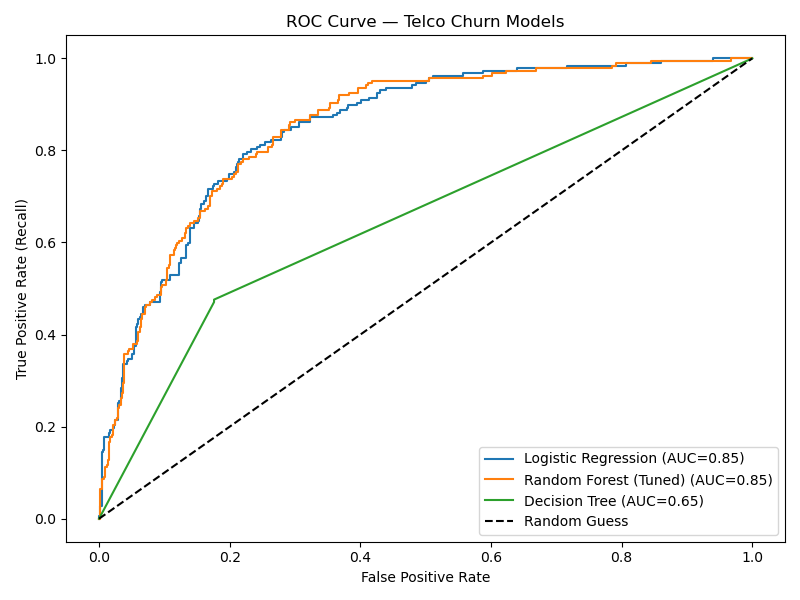 ROC Curve — Telco Churn Models
True Positive Rate (Recall)
1.0
0.8
0.6
0.4
0.2
0.0
0.0 0.2 0.4 0.6 0.8 1.0
False Positive Rate
Logistic Regression (AUC=0.85)
Random Forest (Tuned) (AUC=0.85)
Decision Tree (AUC=0.65)
Random Guess